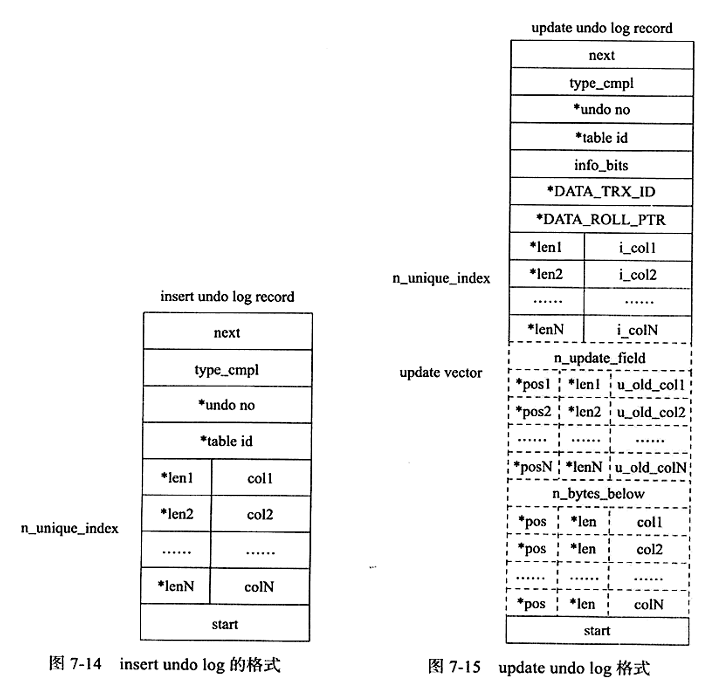 insert undo log record
next
type_cmpl
*undo no
*table id
*len1 col1
*len2 col2
n_unique_index
...... ......
*lenN colN
start
图 7-14 insert undo log 的格式
update undo log record
next
type_cmpl
*undo no
*table id
info_bits
*DATA_TRX_ID
*DATA_ROLL_PTR
*len1 i_col1
*len2 i_col2
n_unique_index
...... ......
*lenN i_colN
n_update_field
update vector
*pos1 *len1 u_old_col1
*pos2 *len2 u_old_col2
...... ...... ......
*posN *lenN u_old_colN
n_bytes_below
*pos *len col1
*pos *len col2
...... ...... ......
*pos *len colN
start
图 7-15 update undo log 格式